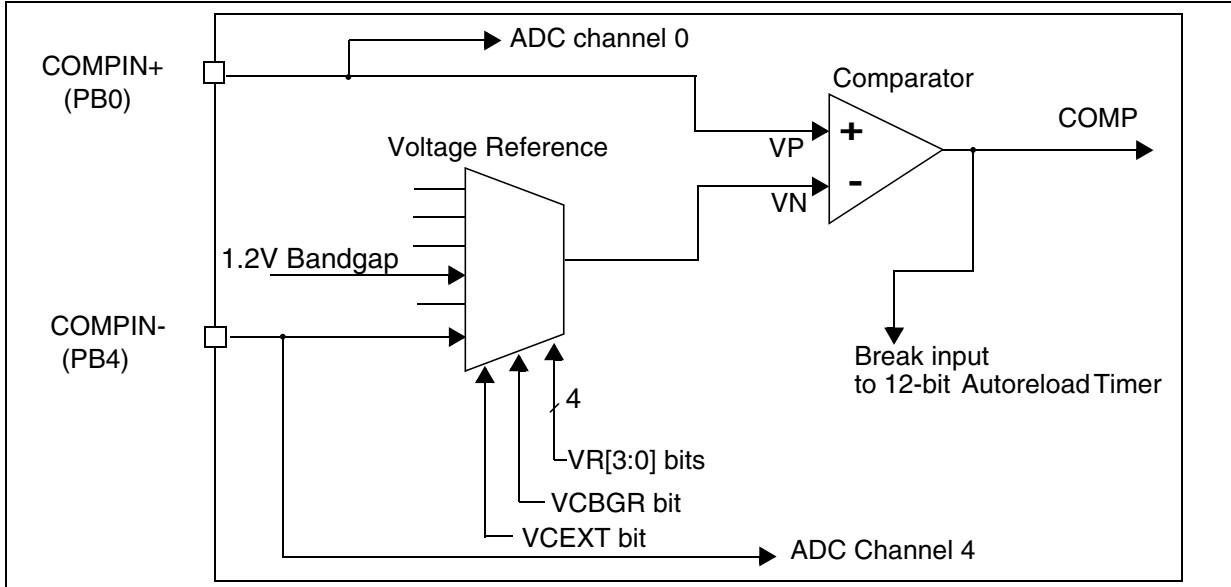 ADC channel 0
COMPIN+
(PB0)
Comparator
COMP
+
VP
Voltage Reference
-
VN
1.2V Bandgap
COMPIN-
(PB4)
Break input
to 12-bit Autoreload Timer
4
VR[3:0] bits
VCBGR bit
VCEXT bit
ADC Channel 4